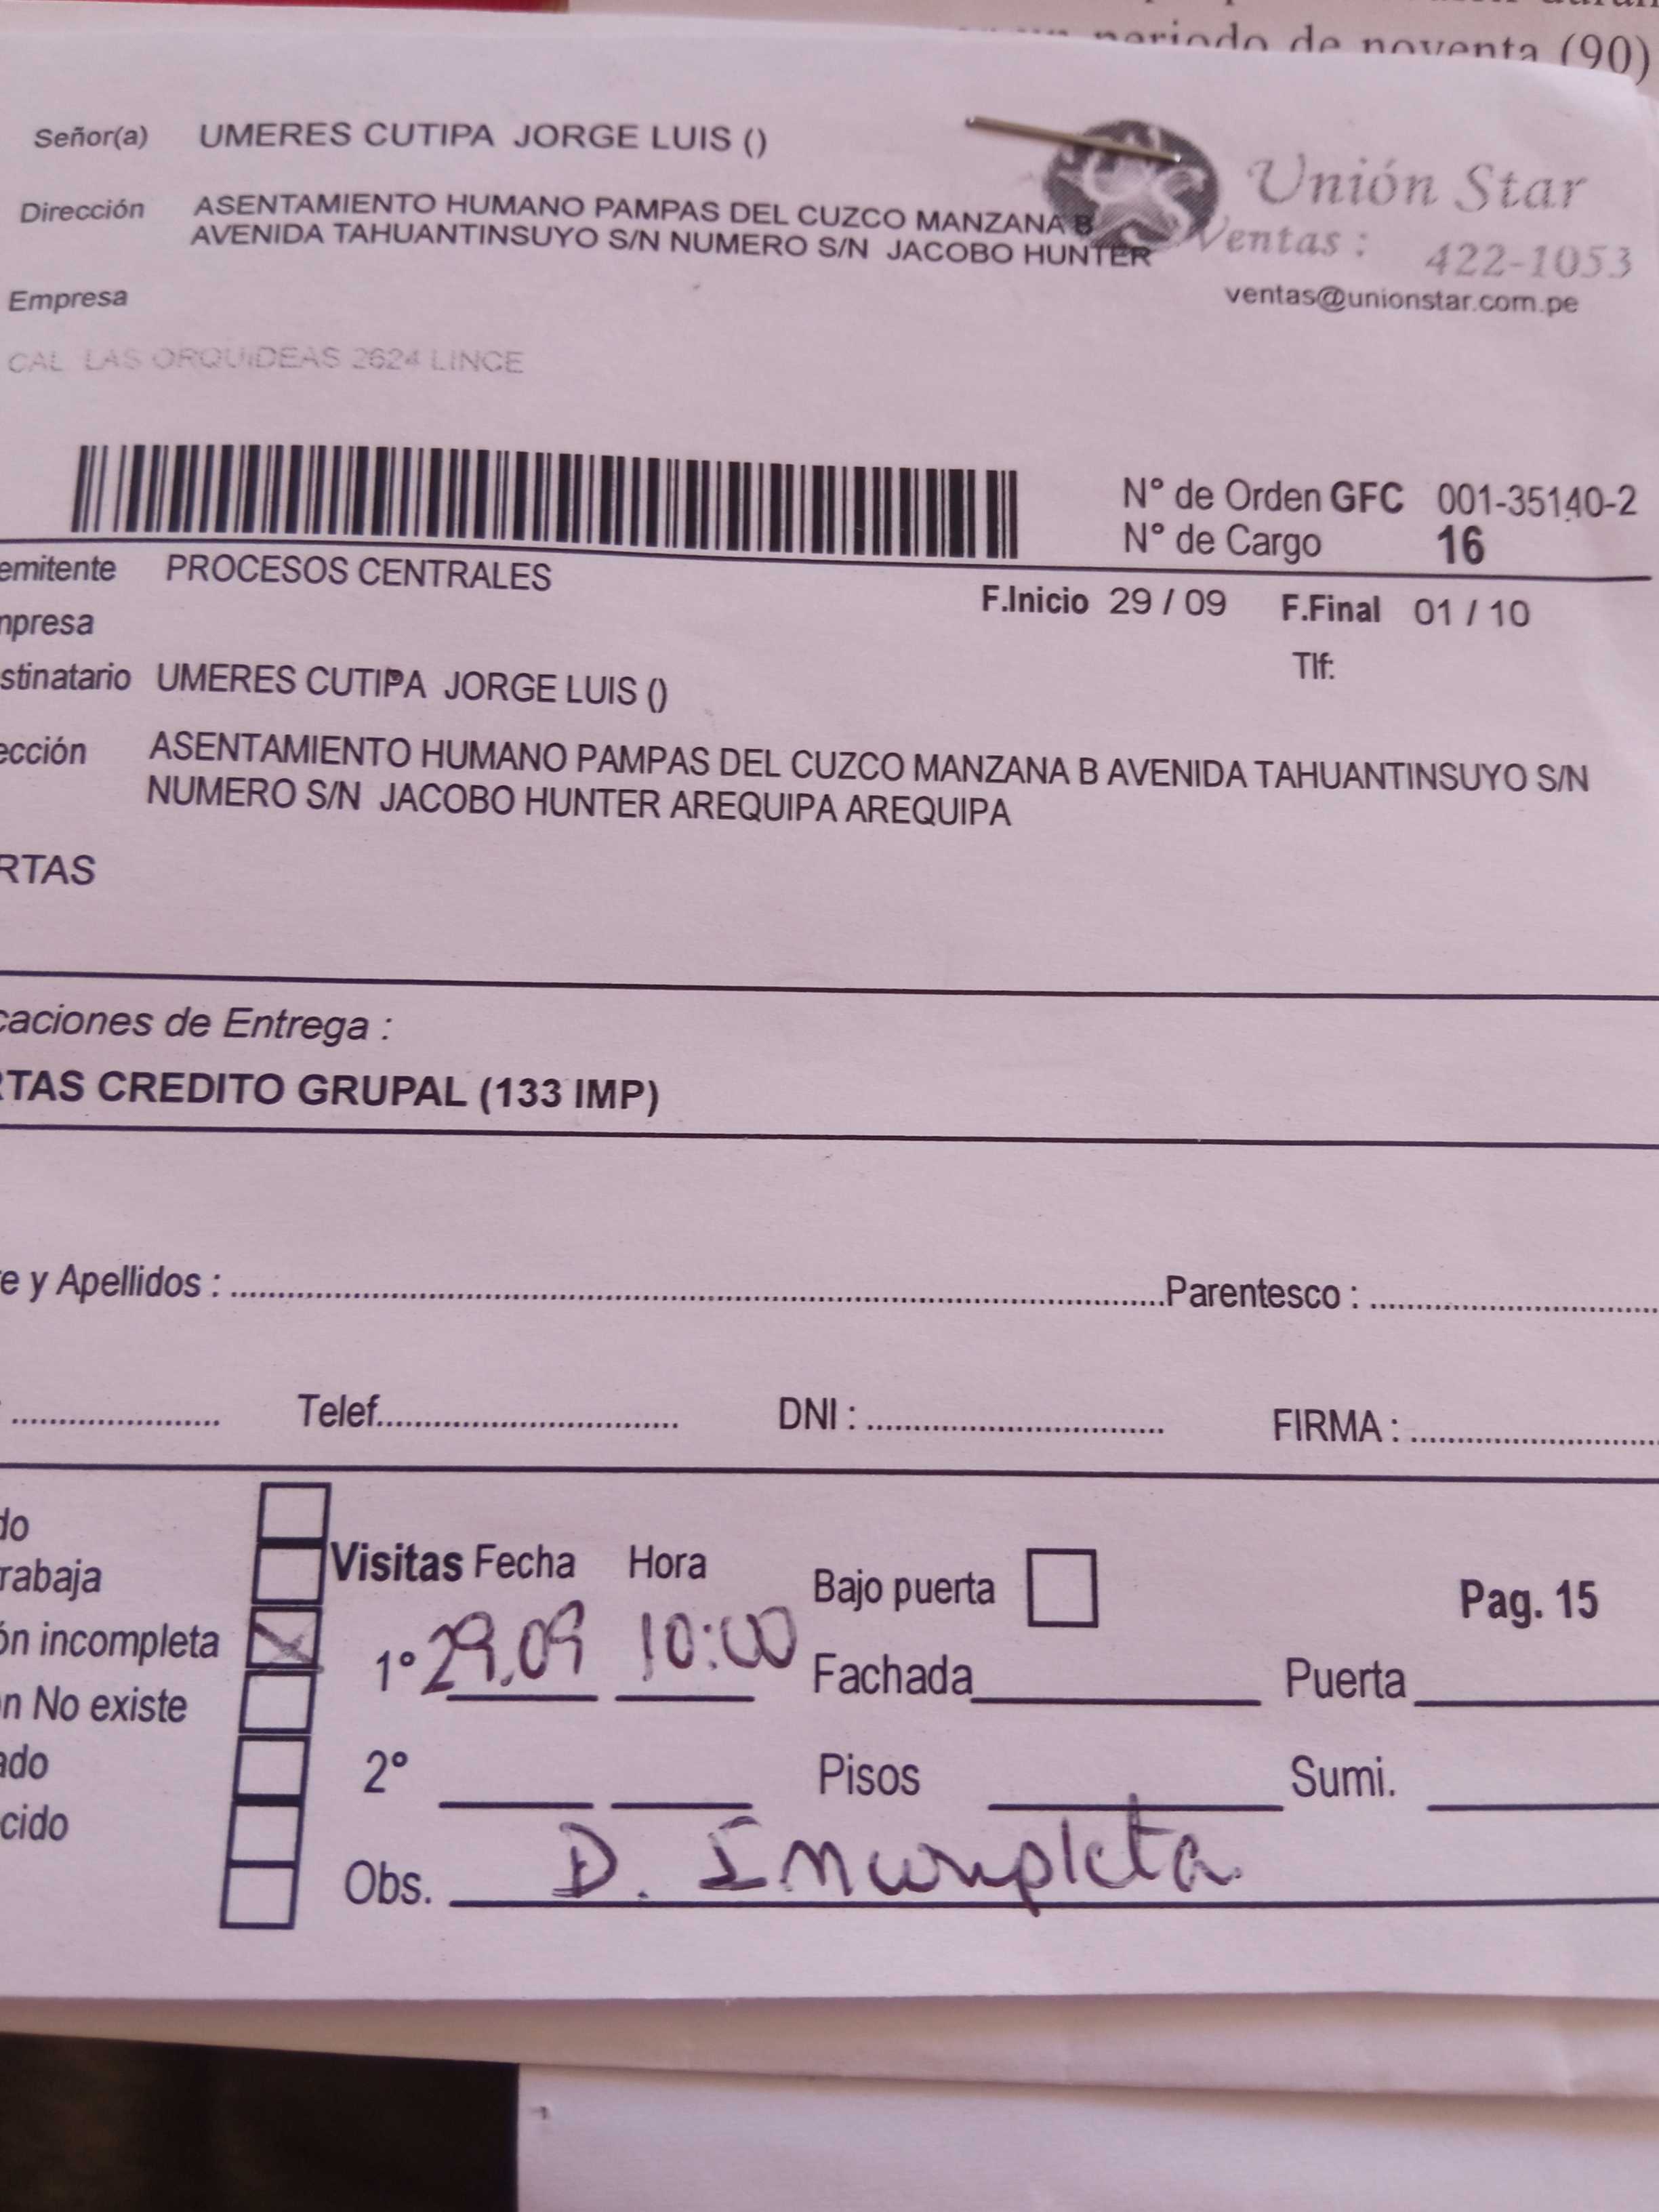 periodo de noventa (90)
Señor(a) UMERES CUTIPA JORGE LUIS ()
Dirección ASENTAMIENTO HUMANO PAMPAS DEL CUZCO MANZANA B
AVENIDA TAHUANTINSUYO S/N NUMERO S/N JACOBO HUNTER
Unión Star
Ventas : 422-1053
ventas@unionstar.com.pe
Empresa
CAL LAS ORQUIDEAS 2624 LINCE
N° de Orden GFC 001-35140-2
N° de Cargo 16
emitente PROCESOS CENTRALES
F.Inicio 29 / 09 F.Final 01 / 10
mpresa
Tlf:
stinatario UMERES CUTIPA JORGE LUIS ()
ección ASENTAMIENTO HUMANO PAMPAS DEL CUZCO MANZANA B AVENIDA TAHUANTINSUYO S/N
NUMERO S/N JACOBO HUNTER AREQUIPA AREQUIPA
RTAS
caciones de Entrega :
RTAS CREDITO GRUPAL (133 IMP)
e y Apellidos : Parentesco :
Telef. DNI : FIRMA :
do
rabaja
ón incompleta
n No existe
ado
cido
Visitas Fecha Hora
1° 29.09 10:00
2°
Bajo puerta
Pag. 15
Fachada Puerta
Pisos Sumi.
Obs. D. Incompleta